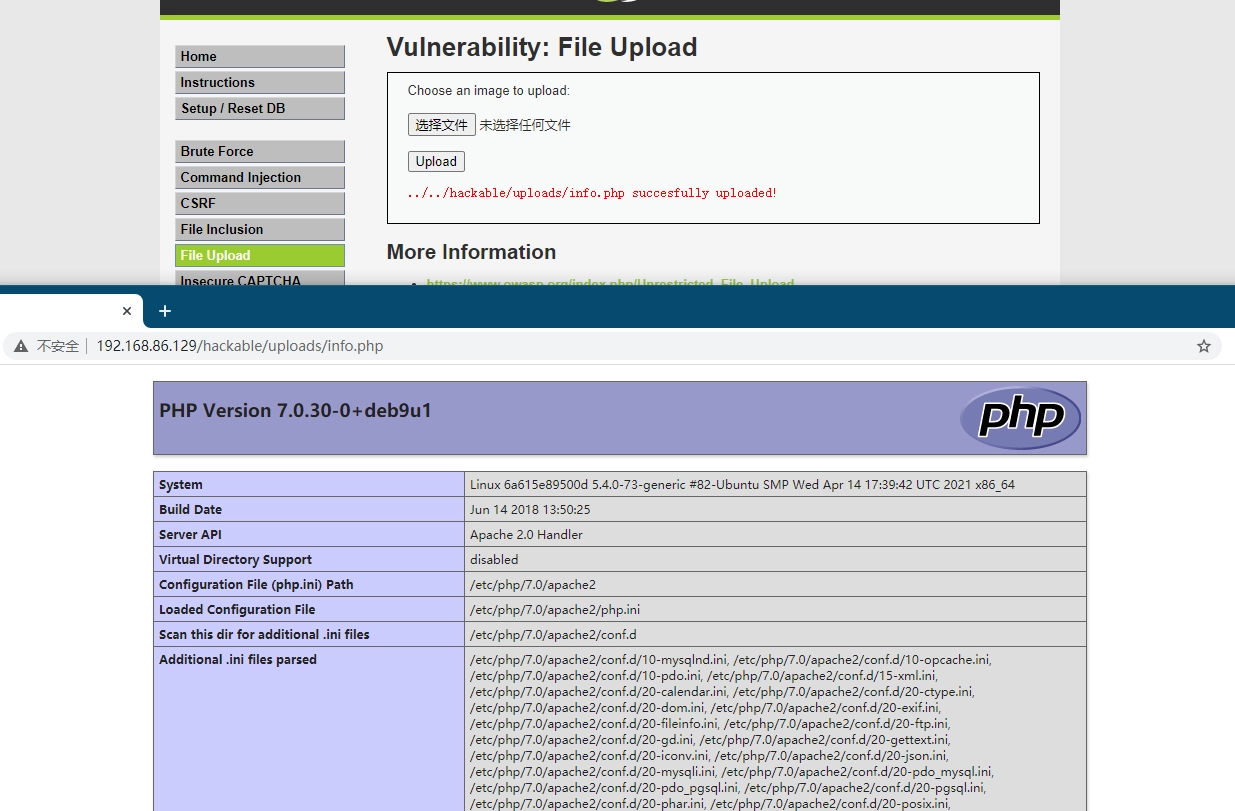 Vulnerability: File Upload
Home
Instructions
Setup / Reset DB
Brute Force
Command Injection
CSRF
File Inclusion
File Upload
Insecure CAPTCHA
Choose an image to upload:
选择文件 未选择任何文件
Upload
../../hackable/uploads/info.php succesfully uploaded!
More Information
https://www.owasp.org/index.php/Unrestricted_File_Upload
不安全 192.168.86.129/hackable/uploads/info.php
PHP Version 7.0.30-0+deb9u1
php
System Linux 6a615e89500d 5.4.0-73-generic #82-Ubuntu SMP Wed Apr 14 17:39:42 UTC 2021 x86_64
Build Date Jun 14 2018 13:50:25
Server API Apache 2.0 Handler
Virtual Directory Support disabled
Configuration File (php.ini) Path /etc/php/7.0/apache2
Loaded Configuration File /etc/php/7.0/apache2/php.ini
Scan this dir for additional .ini files /etc/php/7.0/apache2/conf.d
Additional .ini files parsed /etc/php/7.0/apache2/conf.d/10-mysqlnd.ini, /etc/php/7.0/apache2/conf.d/10-opcache.ini,
/etc/php/7.0/apache2/conf.d/10-pdo.ini, /etc/php/7.0/apache2/conf.d/15-xml.ini,
/etc/php/7.0/apache2/conf.d/20-calendar.ini, /etc/php/7.0/apache2/conf.d/20-ctype.ini,
/etc/php/7.0/apache2/conf.d/20-dom.ini, /etc/php/7.0/apache2/conf.d/20-exif.ini,
/etc/php/7.0/apache2/conf.d/20-fileinfo.ini, /etc/php/7.0/apache2/conf.d/20-ftp.ini,
/etc/php/7.0/apache2/conf.d/20-gd.ini, /etc/php/7.0/apache2/conf.d/20-gettext.ini,
/etc/php/7.0/apache2/conf.d/20-iconv.ini, /etc/php/7.0/apache2/conf.d/20-json.ini,
/etc/php/7.0/apache2/conf.d/20-mysqli.ini, /etc/php/7.0/apache2/conf.d/20-pdo_mysql.ini,
/etc/php/7.0/apache2/conf.d/20-pdo_pgsql.ini, /etc/php/7.0/apache2/conf.d/20-pgsql.ini,
/etc/php/7.0/apache2/conf.d/20-phar.ini, /etc/php/7.0/apache2/conf.d/20-posix.ini,